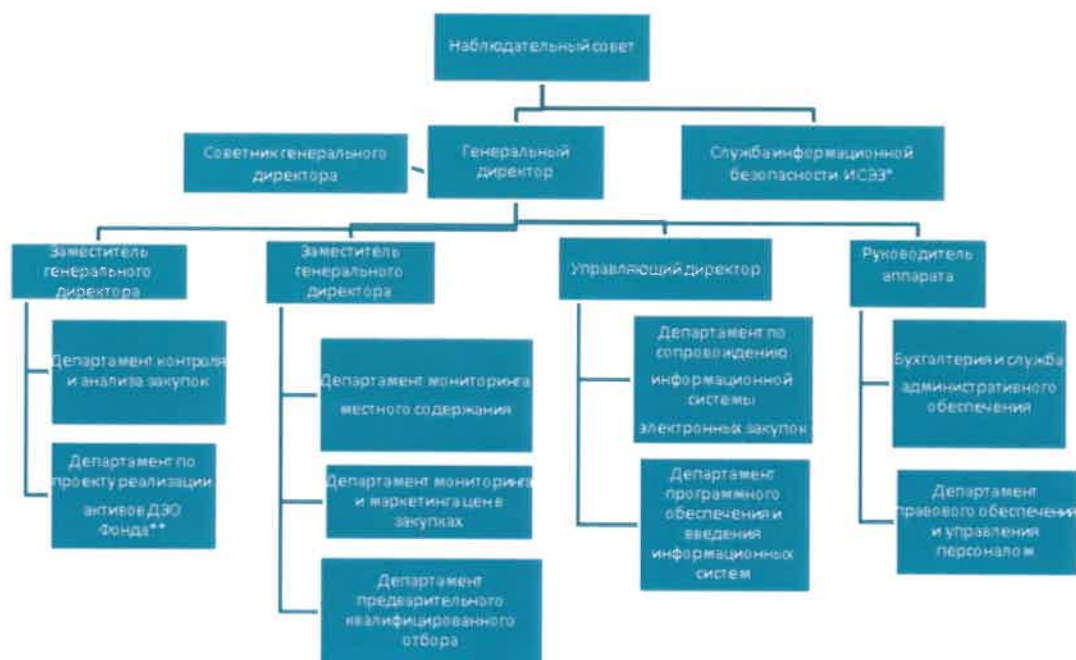 Наблюдательный совет
Советник генерального
директора
Генеральный
директор
Служба информационной
безопасности ИСЭЗ*
Заместитель
генерального
директора
Заместитель
генерального
директора
Управляющий директор
Руководитель
аппарата
Департамент контроля
и анализа закупок
Департамент по
проекту реализации
активов ДЗО
Фонда**
Департамент мониторинга
местного содержания
Департамент мониторинга
и маркетинга цен в
закупках
Департамент
предварительного
квалифицированного
отбора
Департамент по
сопровождению
информационной
системы
электронных закупок
Департамент
программного
обеспечения и
введения
информационных
систем
Бухгалтерия и служба
административного
обеспечения
Департамент
правового обеспечения
и управления
персоналом